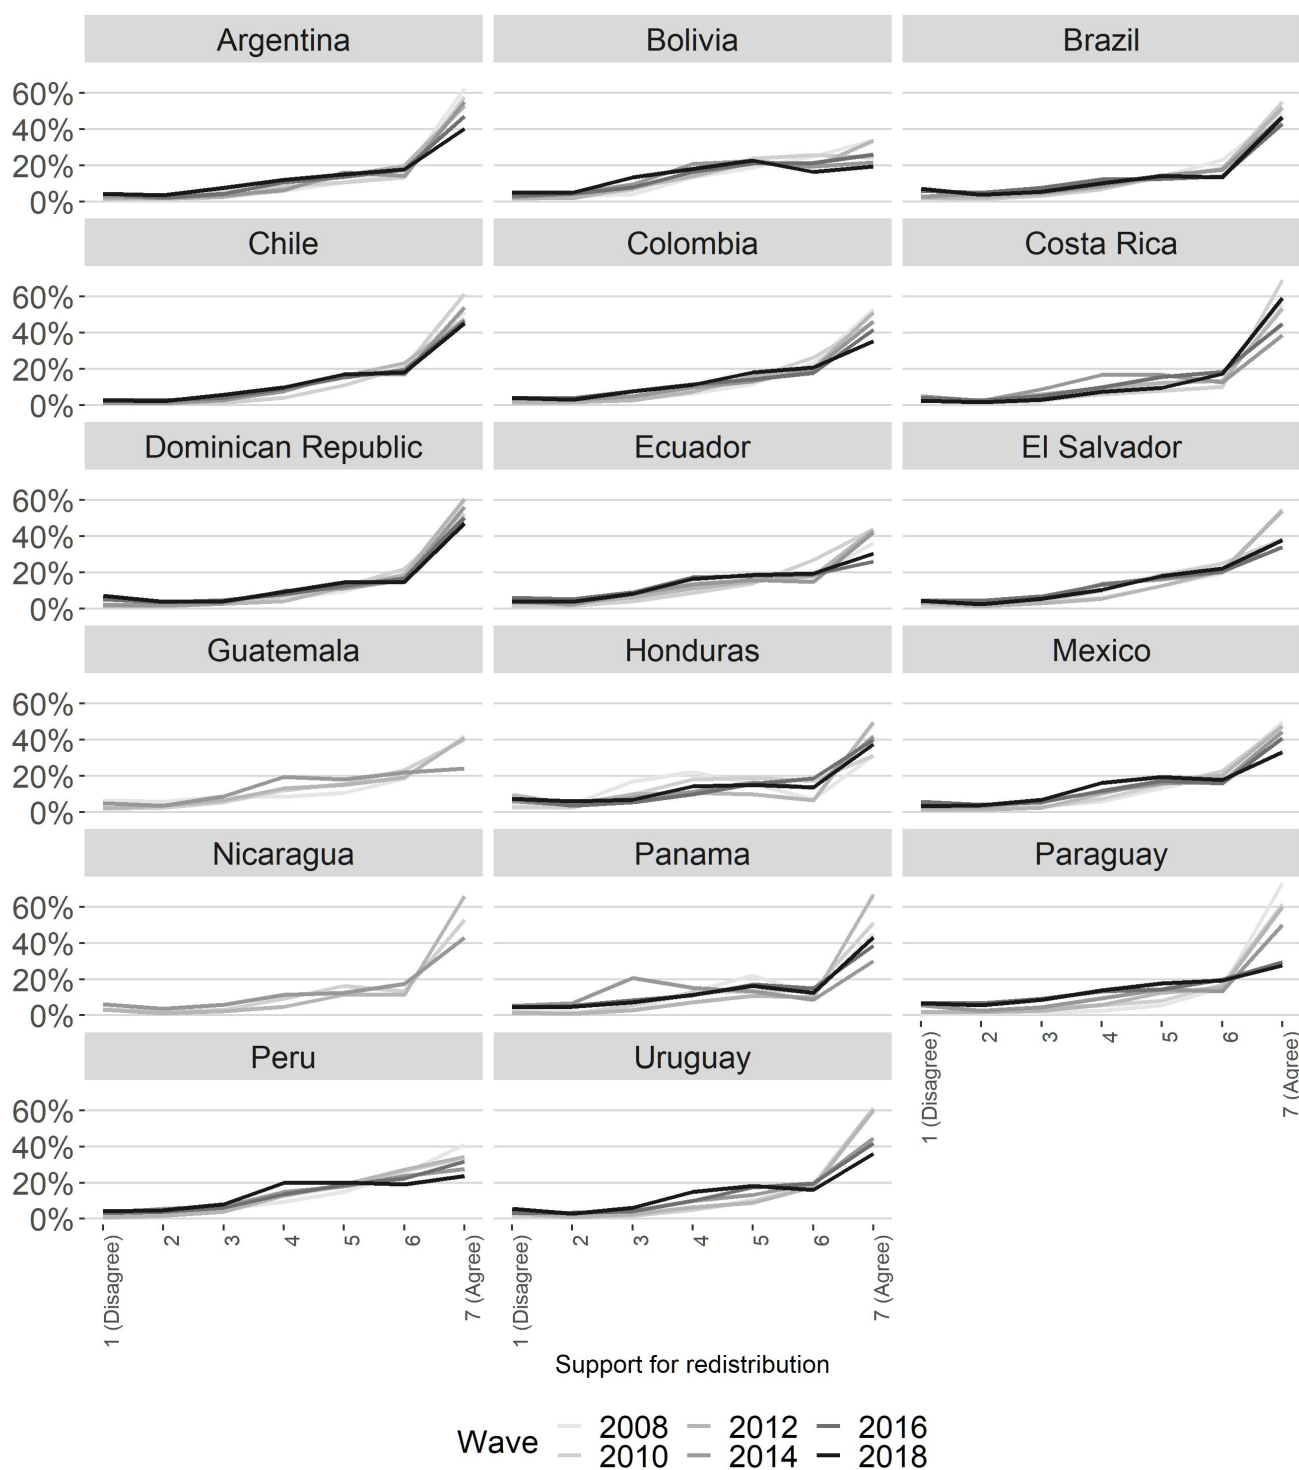 Argentina Bolivia Brazil
60%
40%
20%
0%
Chile Colombia Costa Rica
60%
40%
20%
0%
Dominican Republic Ecuador El Salvador
60%
40%
20%
0%
Guatemala Honduras Mexico
60%
40%
20%
0%
Nicaragua Panama Paraguay
60%
40%
20%
0%
1 (Disagree) 2 3 4 5 6 7 (Agree)
Peru Uruguay
60%
40%
20%
0%
1 (Disagree) 2 3 4 5 6 7 (Agree) 1 (Disagree) 2 3 4 5 6 7 (Agree)
Support for redistribution
Wave 2008 2012 2016
2010 2014 2018